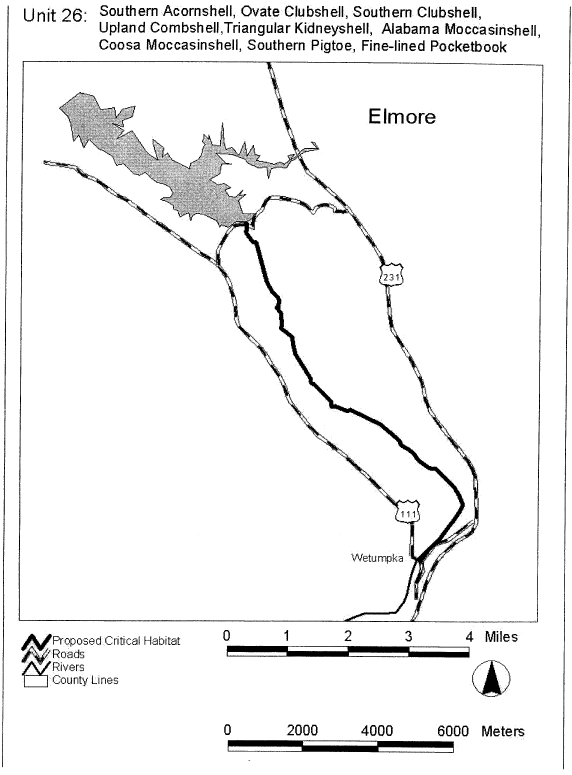 Unit 26: Southern Acornshell, Ovate Clubshell, Southern Clubshell,
Upland Combshell,Triangular Kidneyshell, Alabama Moccasinshell,
Coosa Moccasinshell, Southern Pigtoe, Fine-lined Pocketbook
Elmore
231
111
Wetumpka
Proposed Critical Habitat
Roads
Rivers
County Lines
0 1 2 3 4 Miles
0 2000 4000 6000 Meters